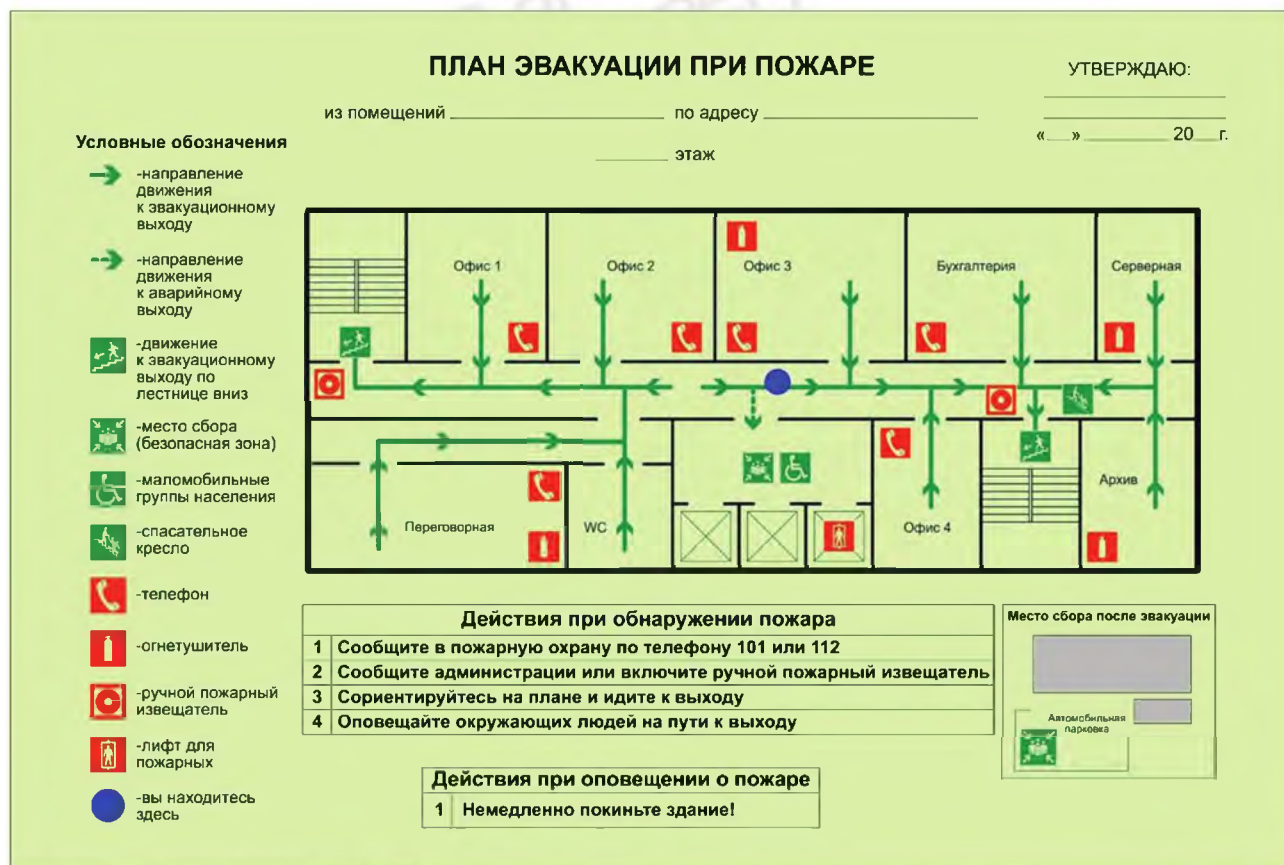 ПЛАН ЭВАКУАЦИИ ПРИ ПОЖАРЕ
УТВЕРЖДАЮ:
из помещений ____________ по адресу ____________
«___» ________ 20__г.
______ этаж
Условные обозначения
-направление
движения
к эвакуационному
выходу
-направление
движения
к аварийному
выходу
-движение
к эвакуационному
выходу по
лестнице вниз
-место сбора
(безопасная зона)
-маломобильные
группы населения
-спасательное
кресло
-телефон
-огнетушитель
-ручной пожарный
извещатель
-лифт для
пожарных
-вы находитесь
здесь
Офис 1
Офис 2
Офис 3
Бухгалтерия
Серверная
Переговорная
WC
Офис 4
Архив
Действия при обнаружении пожара
1 Сообщите в пожарную охрану по телефону 101 или 112
2 Сообщите администрации или включите ручной пожарный извещатель
3 Сориентируйтесь на плане и идите к выходу
4 Оповещайте окружающих людей на пути к выходу
Действия при оповещении о пожаре
1 Немедленно покиньте здание!
Место сбора после эвакуации
Автомобильная
парковка